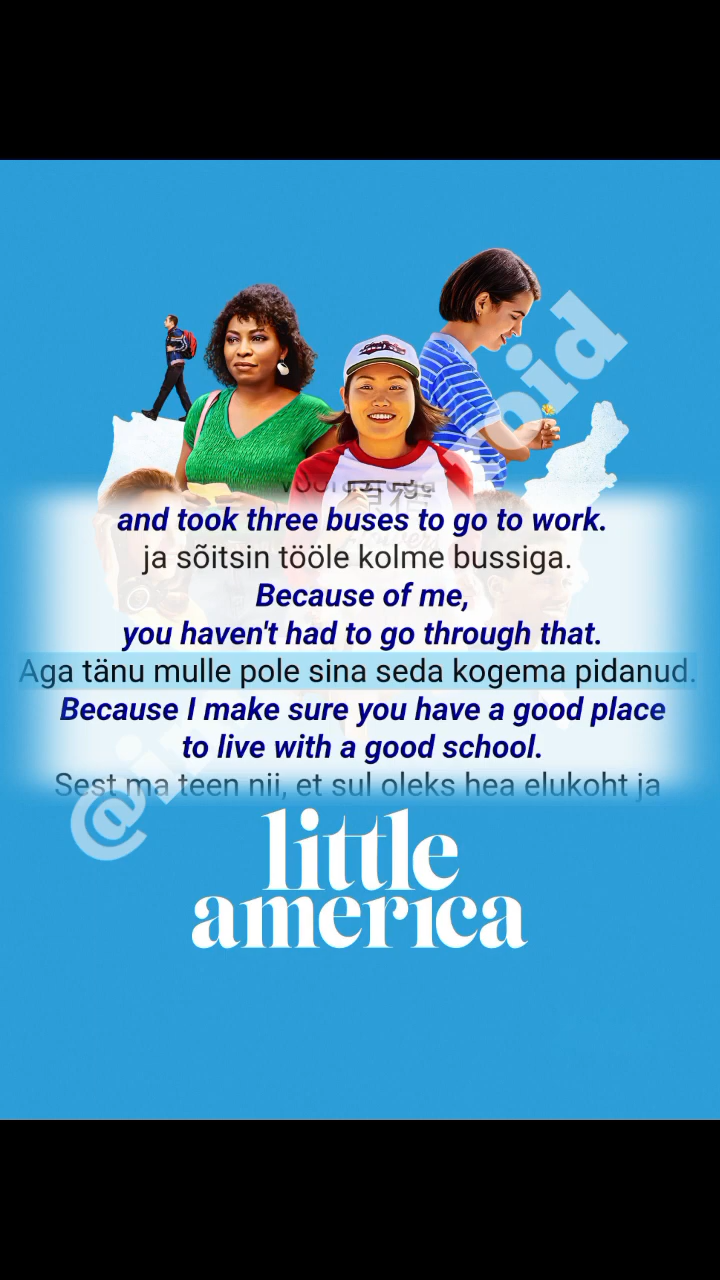 and took three buses to go to work.
ja sõitsin tööle kolme bussiga.
Because of me,
you haven't had to go through that.
Aga tänu mulle pole sina seda kogema pidanud.
Because I make sure you have a good place
to live with a good school.
Sest ma teen nii, et sul oleks hea elukoht ja
little
america